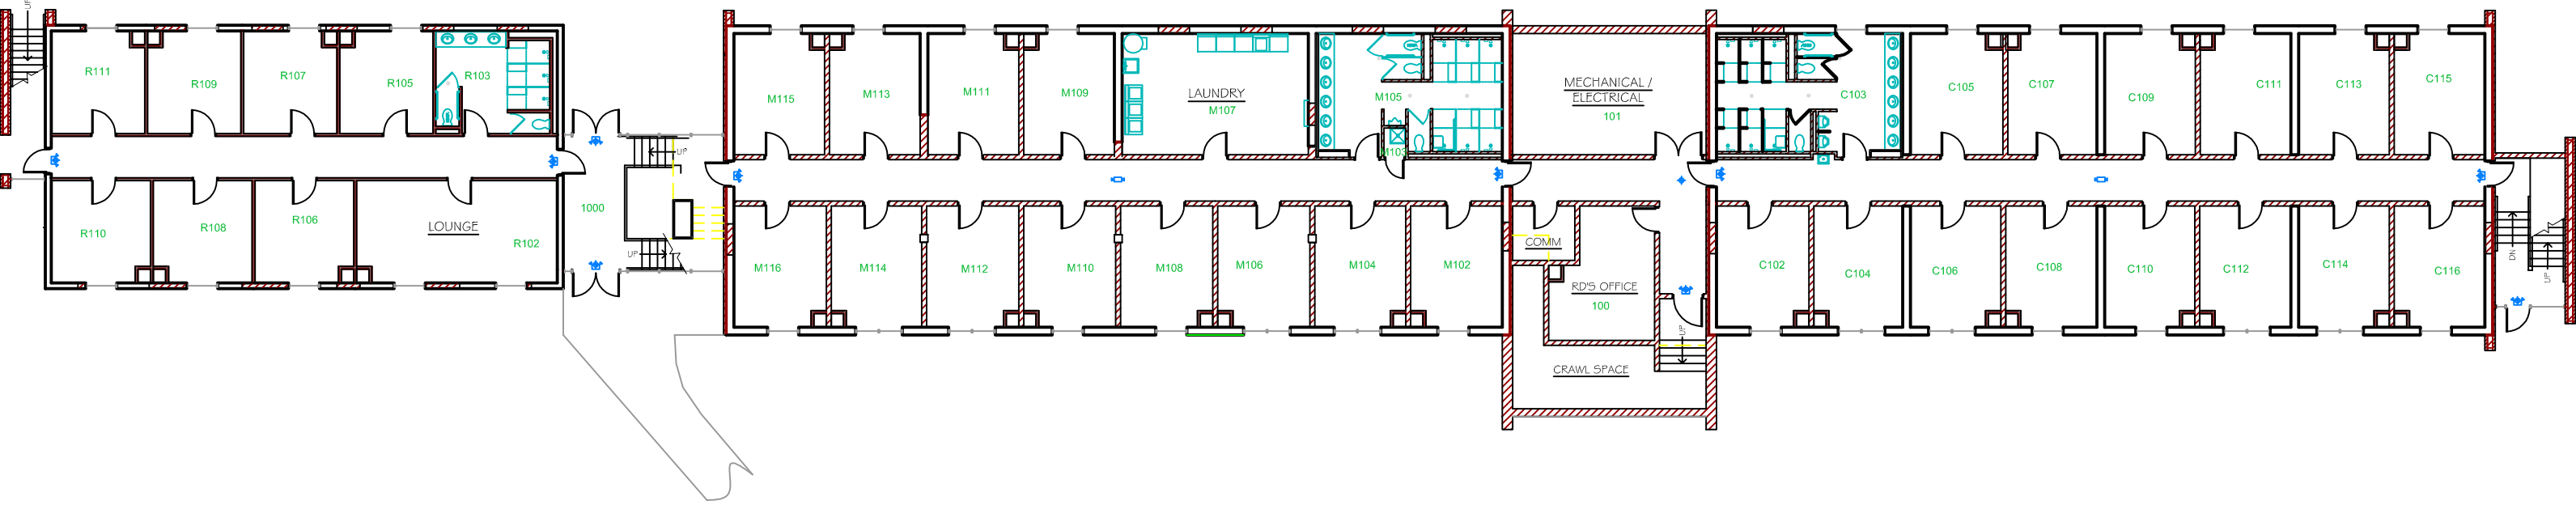 UP
R111
R109
R107
R105
R103
R110
R108
R106
LOUNGE
R102
1000
UP
UP
M115
M113
M111
M109
LAUNDRY
M107
M105
M103
M116
M114
M112
M110
M108
M106
M104
M102
MECHANICAL /
ELECTRICAL
101
COMM
RD'S OFFICE
100
UP
CRAWL SPACE
C103
C105
C107
C109
C111
C113
C115
C102
C104
C106
C108
C110
C112
C114
C116
DN
UP